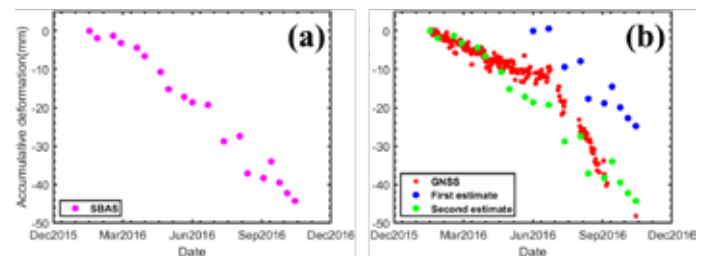 (a)
Accumulative deformation(mm)
0
-10
-20
-30
-40
-50
SBAS
Dec2015 Mar2016 Jun2016 Sep2016 Dec2016
Date
(b)
0
-10
-20
-30
-40
-50
GNSS
First estimate
Second estimate
Dec2015 Mar2016 Jun2016 Sep2016 Dec2016
Date